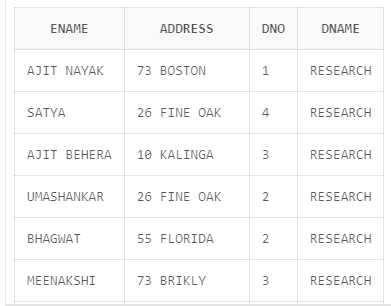 ENAME ADDRESS DNO DNAME
AJIT NAYAK 73 BOSTON 1 RESEARCH
SATYA 26 FINE OAK 4 RESEARCH
AJIT BEHERA 10 KALINGA 3 RESEARCH
UMASHANKAR 26 FINE OAK 2 RESEARCH
BHAGWAT 55 FLORIDA 2 RESEARCH
MEENAKSHI 73 BRIKLY 3 RESEARCH